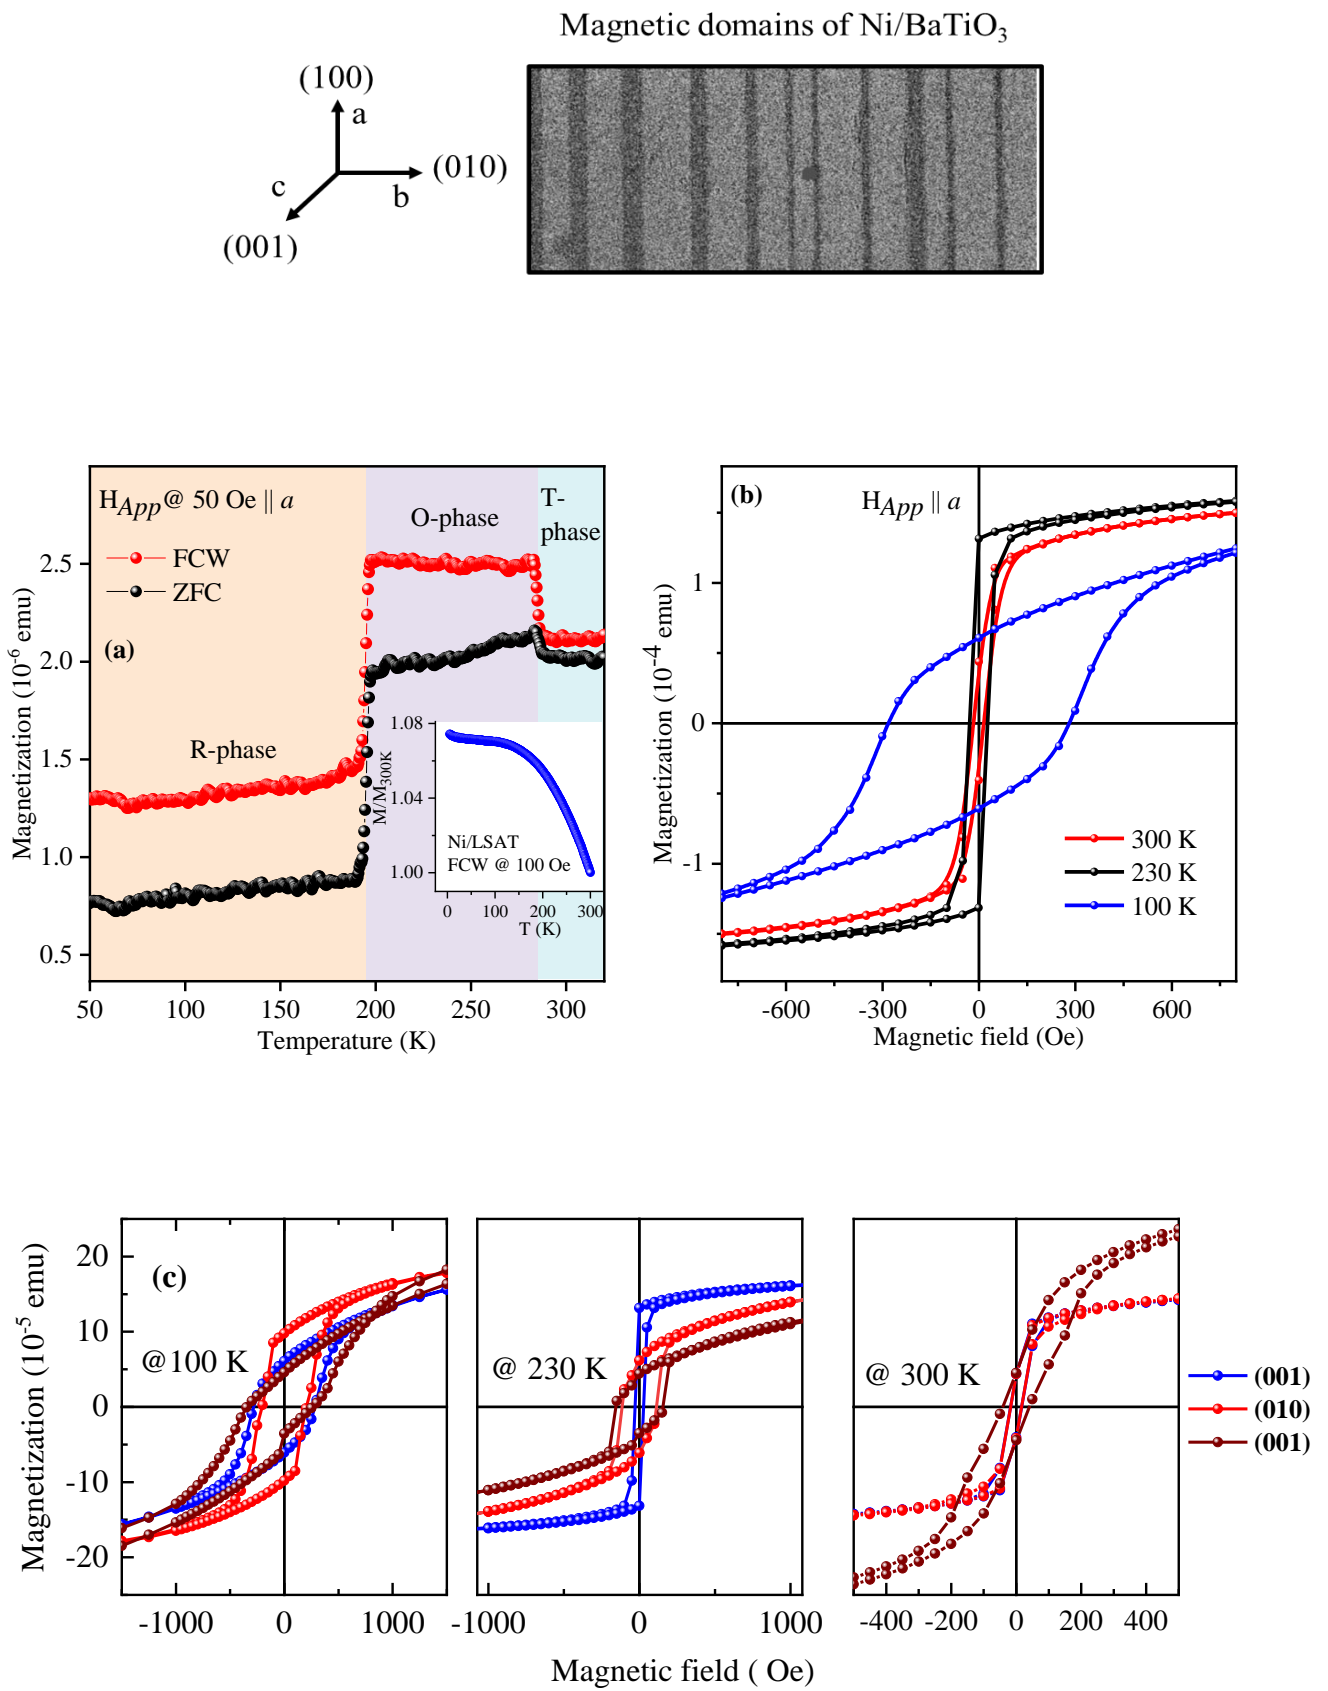 Magnetic domains of Ni/BaTiO3
(100)
a
(010)
c
b
(001)
HApp@ 50 Oe || a
T-
phase
O-phase
FCW
ZFC
(a)
R-phase
2.5
2.0
1.5
1.0
0.5
Magnetization (10-6 emu)
50 100 150 200 250 300
Temperature (K)
1.08
1.04
1.00
M/M300K
Ni/LSAT
FCW @ 100 Oe
0 100 200 300
T (K)
(b)
HApp || a
1
0
-1
Magnetization (10-4 emu)
300 K
230 K
100 K
-600 -300 0 300 600
Magnetic field (Oe)
(c)
20
10
0
-10
-20
Magnetization (10-5 emu)
@100 K
@ 230 K
@ 300 K
(001)
(010)
(001)
-1000 0 1000
-1000 0 1000
-400 -200 0 200 400
Magnetic field ( Oe)